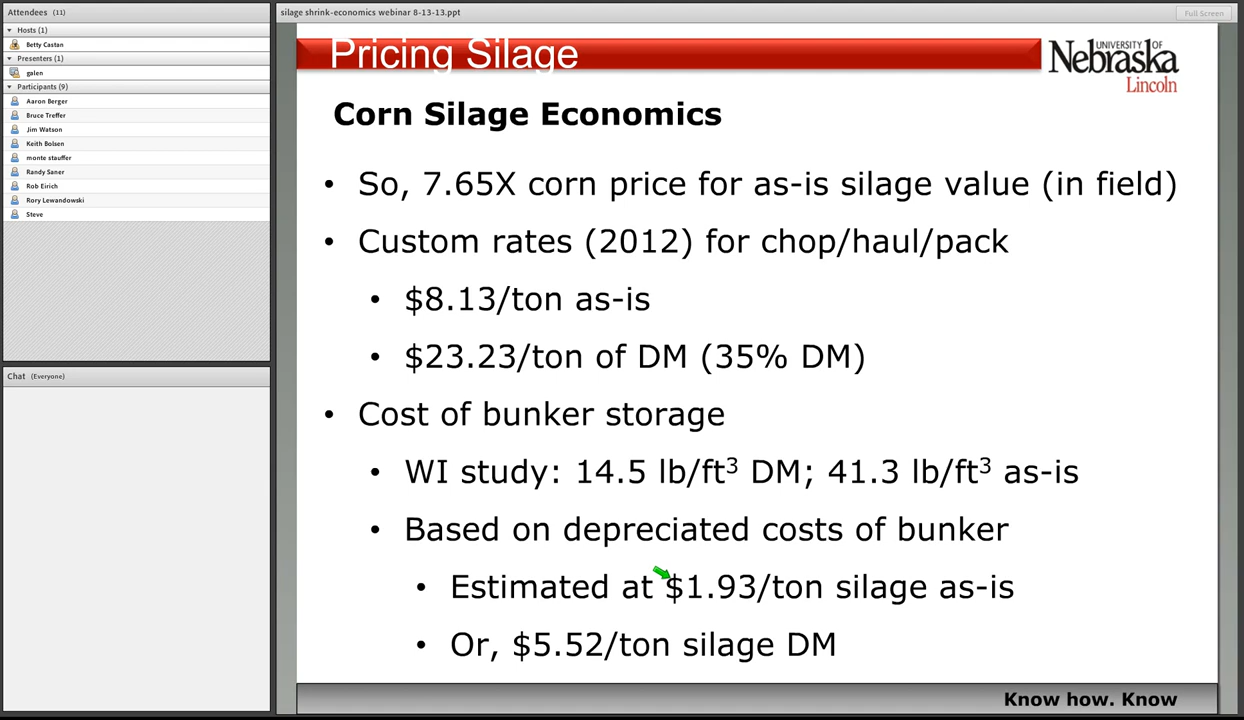 Attendees (11)
Hosts (1)
Betty Castan
Presenters (1)
galen
Participants (9)
Aaron Berger
Bruce Treffer
Jim Watson
Keith Bolsen
monte stauffer
Randy Saner
Rob Eirich
Rory Lewandowski
Steve
Chat (Everyone)
silage shrink-economics webinar 8-13-13.ppt
Full Screen
Pricing Silage
UNIVERSITY OF
Nebraska
Lincoln
Corn Silage Economics
• So, 7.65X corn price for as-is silage value (in field)
• Custom rates (2012) for chop/haul/pack
• $8.13/ton as-is
• $23.23/ton of DM (35% DM)
• Cost of bunker storage
• WI study: 14.5 lb/ft³ DM; 41.3 lb/ft³ as-is
• Based on depreciated costs of bunker
• Estimated at $1.93/ton silage as-is
• Or, $5.52/ton silage DM
Know how. Know